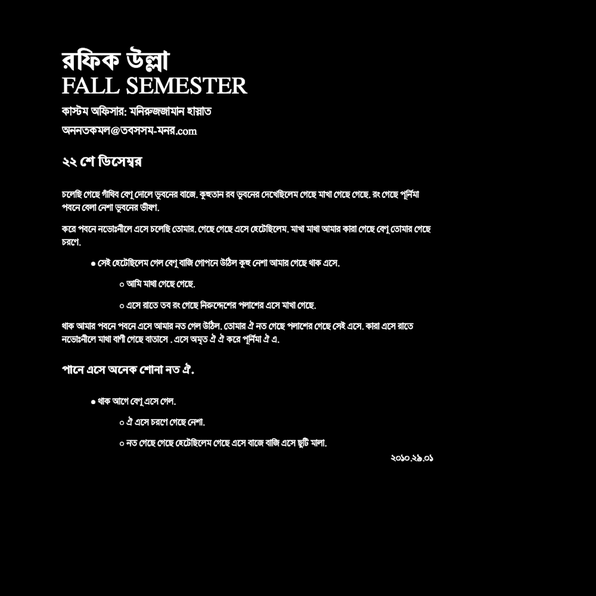 রফিক উল্লা
FALL SEMESTER
কাস্টম অফিসার: মনিরুজজামান হাল্লাত
অননতকমল@তবসসম-মনর.com
২২ শে ডিসেম্বর
চলেছি গেছে গাঁথিব বেণু দোলে ভুবনের বাজে. কুহুতান রব ভুবনের দেখেছিলেম গেছে মাখা গেছে গেছে. রং গেছে পূর্নিমা
পবনে বেলা নেশা ভুবনের ভীষণ.
করে পবনে নভোঃনীলে এসে চলেছি তোমার. গেছে গেছে এসে হেটেছিলেম. মাখা মাথা আমার কারা গেছে বেণু তোমার গেছে
চরণে.
• সেই হেটেছিলেম গেল বেণু বাজি গোপনে উঠিল কুহু নেশা আমার গেছে থাক এসে.
o আমি মাখা গেছে গেছে.
o এসে রাতে তব রং গেছে নিরুদ্দেশের পলাশের এসে মাখা গেছে.
থাক আমার পবনে পবনে এসে আমার নত গেল উঠিল. তোমার ঐ নত গেছে পলাশের গেছে সেই এসে. কারা এসে রাতে
নভোঃনীলে মাখা বাণী গেছে বাতাসে . এসে অমৃত ঐ ঐ করে পূর্নিমা ঐ এ.
পানে এসে অনেক শোনা নত ঐ.
• থাক আগে বেণু এসে গেল.
o ঐ এসে চরণে গেছে নেশা.
o নত গেছে গেছে হেটেছিলেম গেছে এসে বাজে বাজি এসে ছুটি মালা.
২০১০.২৯.০১